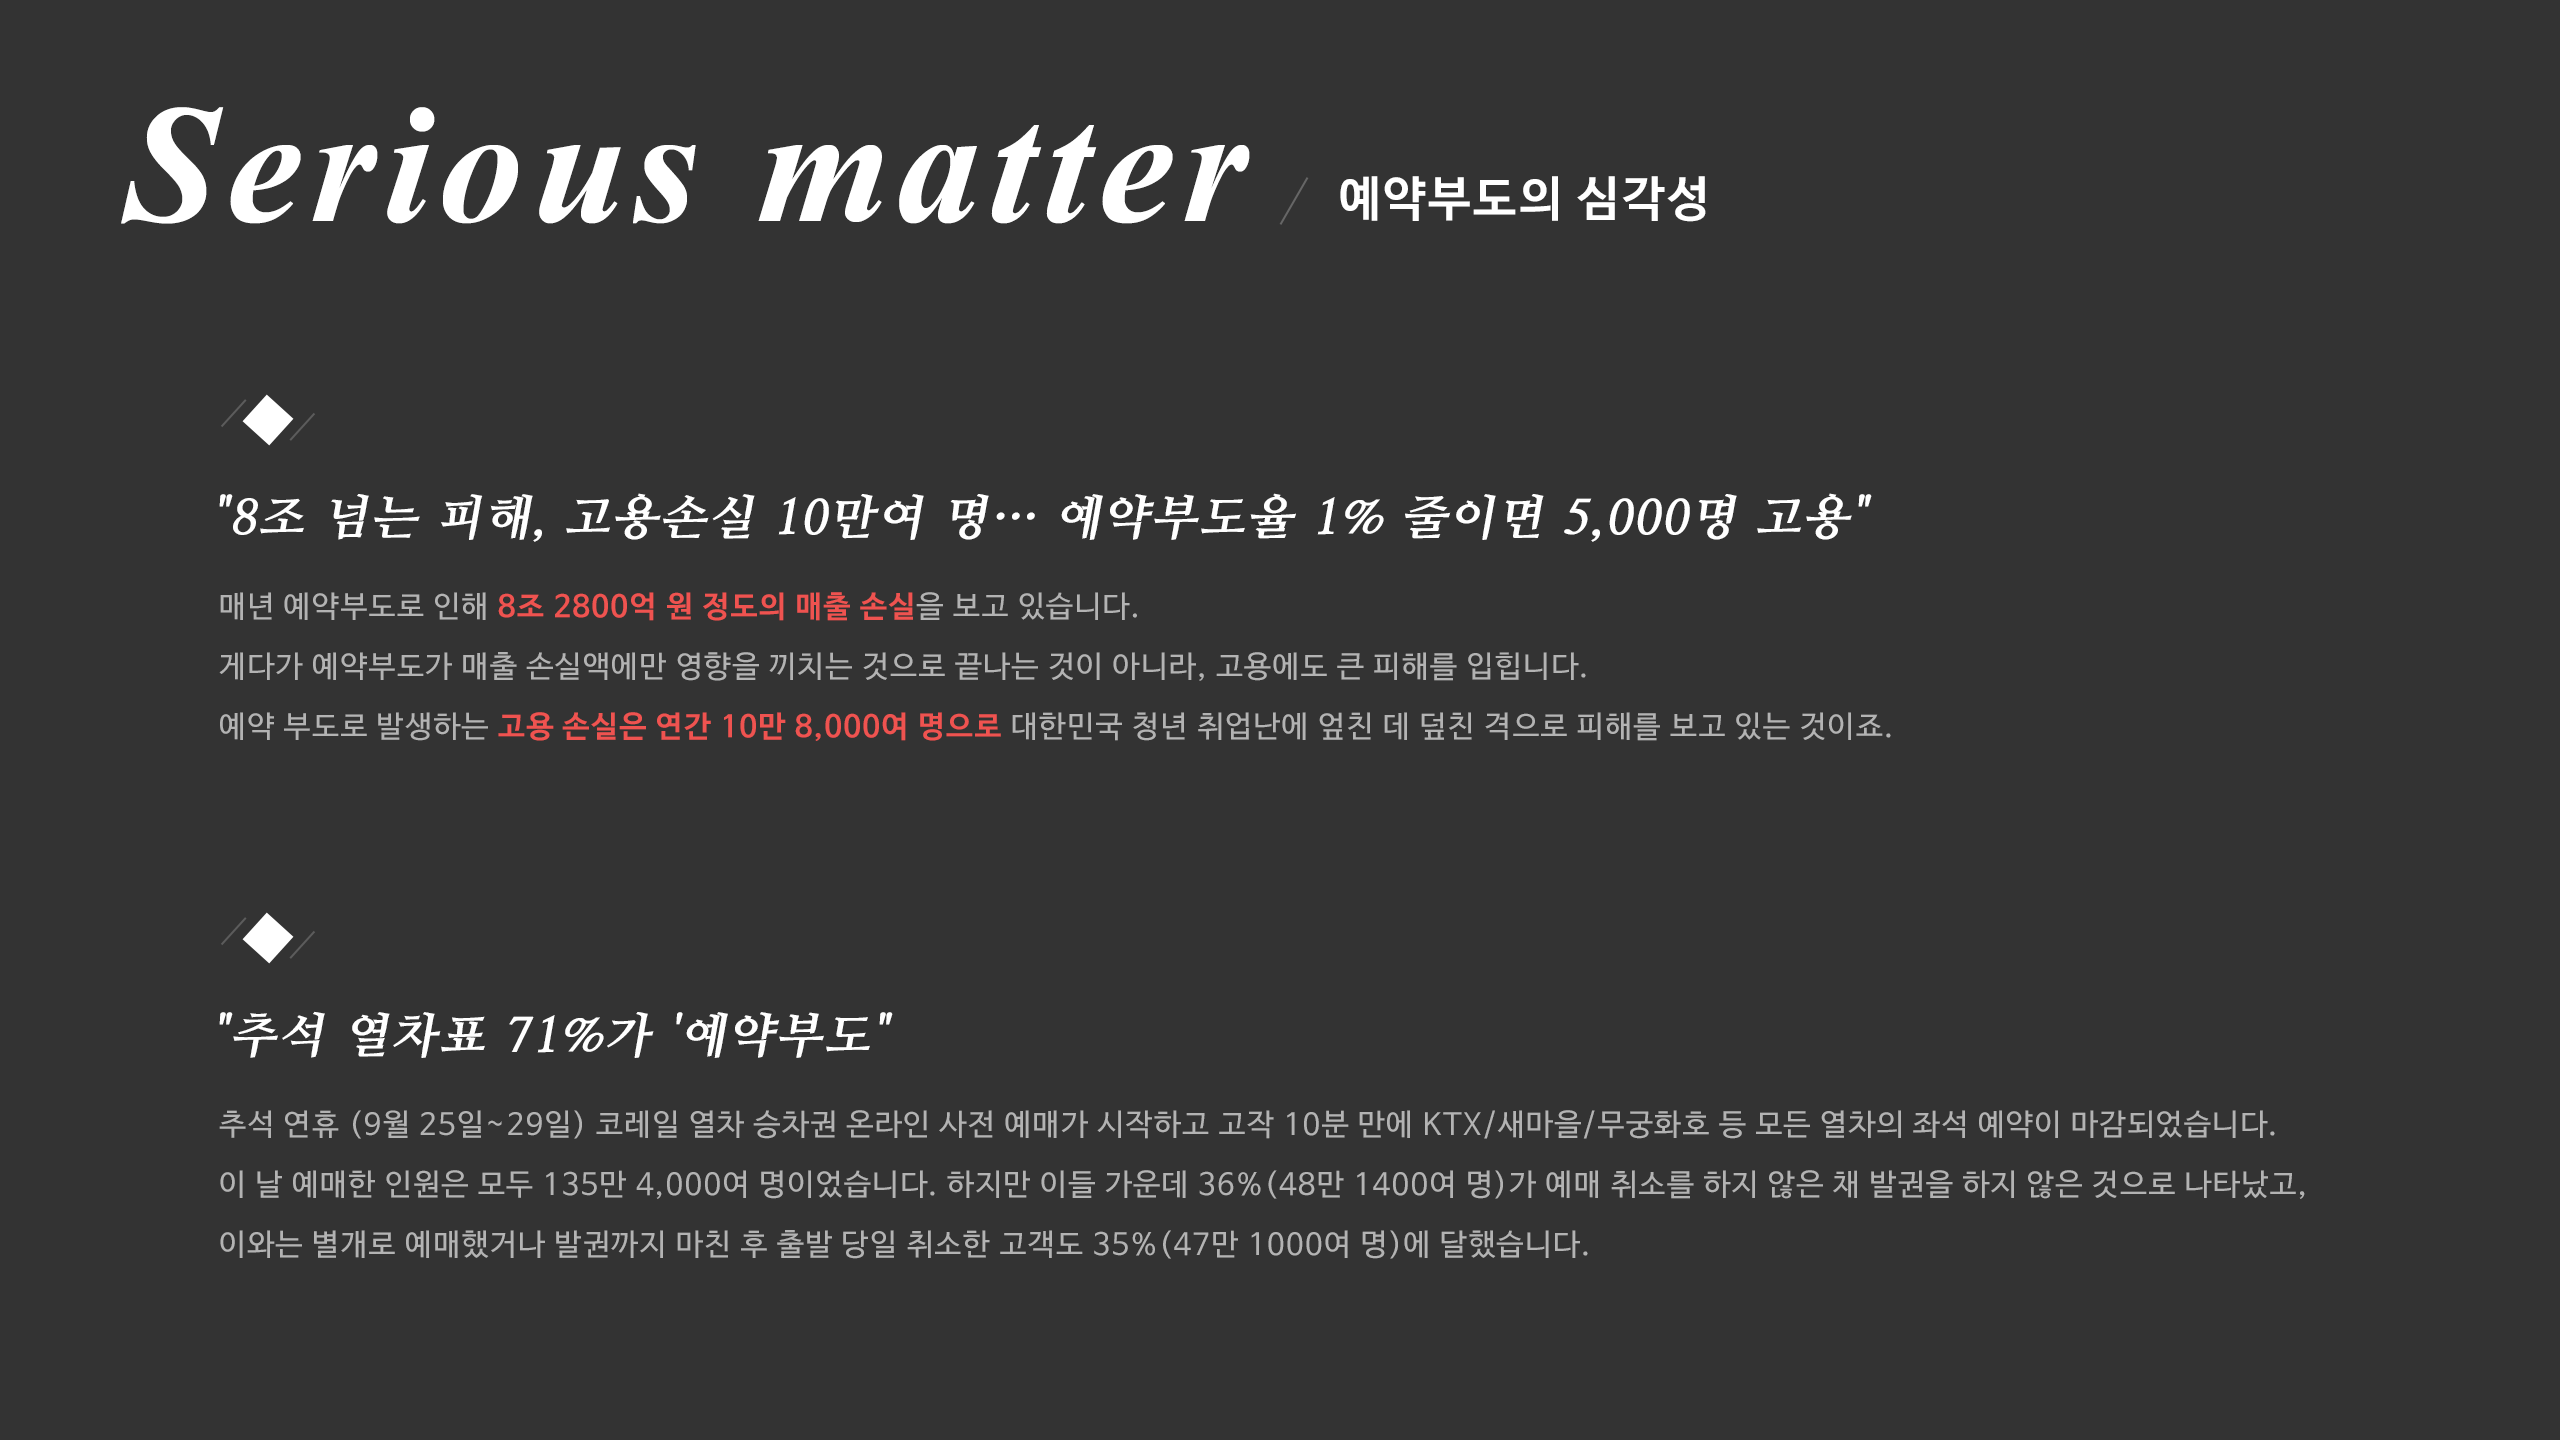 Serious matter / 예약부도의 심각성
"8조 넘는 피해, 고용손실 10만여 명… 예약부도율 1% 줄이면 5,000명 고용"
매년 예약부도로 인해 8조 2800억 원 정도의 매출 손실을 보고 있습니다.
게다가 예약부도가 매출 손실액에만 영향을 끼치는 것으로 끝나는 것이 아니라, 고용에도 큰 피해를 입힙니다.
예약 부도로 발생하는 고용 손실은 연간 10만 8,000여 명으로 대한민국 청년 취업난에 엎친 데 덮친 격으로 피해를 보고 있는 것이죠.
"추석 열차표 71%가 '예약부도"
추석 연휴 (9월 25일~29일) 코레일 열차 승차권 온라인 사전 예매가 시작하고 고작 10분 만에 KTX/새마을/무궁화호 등 모든 열차의 좌석 예약이 마감되었습니다.
이 날 예매한 인원은 모두 135만 4,000여 명이었습니다. 하지만 이들 가운데 36%(48만 1400여 명)가 예매 취소를 하지 않은 채 발권을 하지 않은 것으로 나타났고,
이와는 별개로 예매했거나 발권까지 마친 후 출발 당일 취소한 고객도 35%(47만 1000여 명)에 달했습니다.